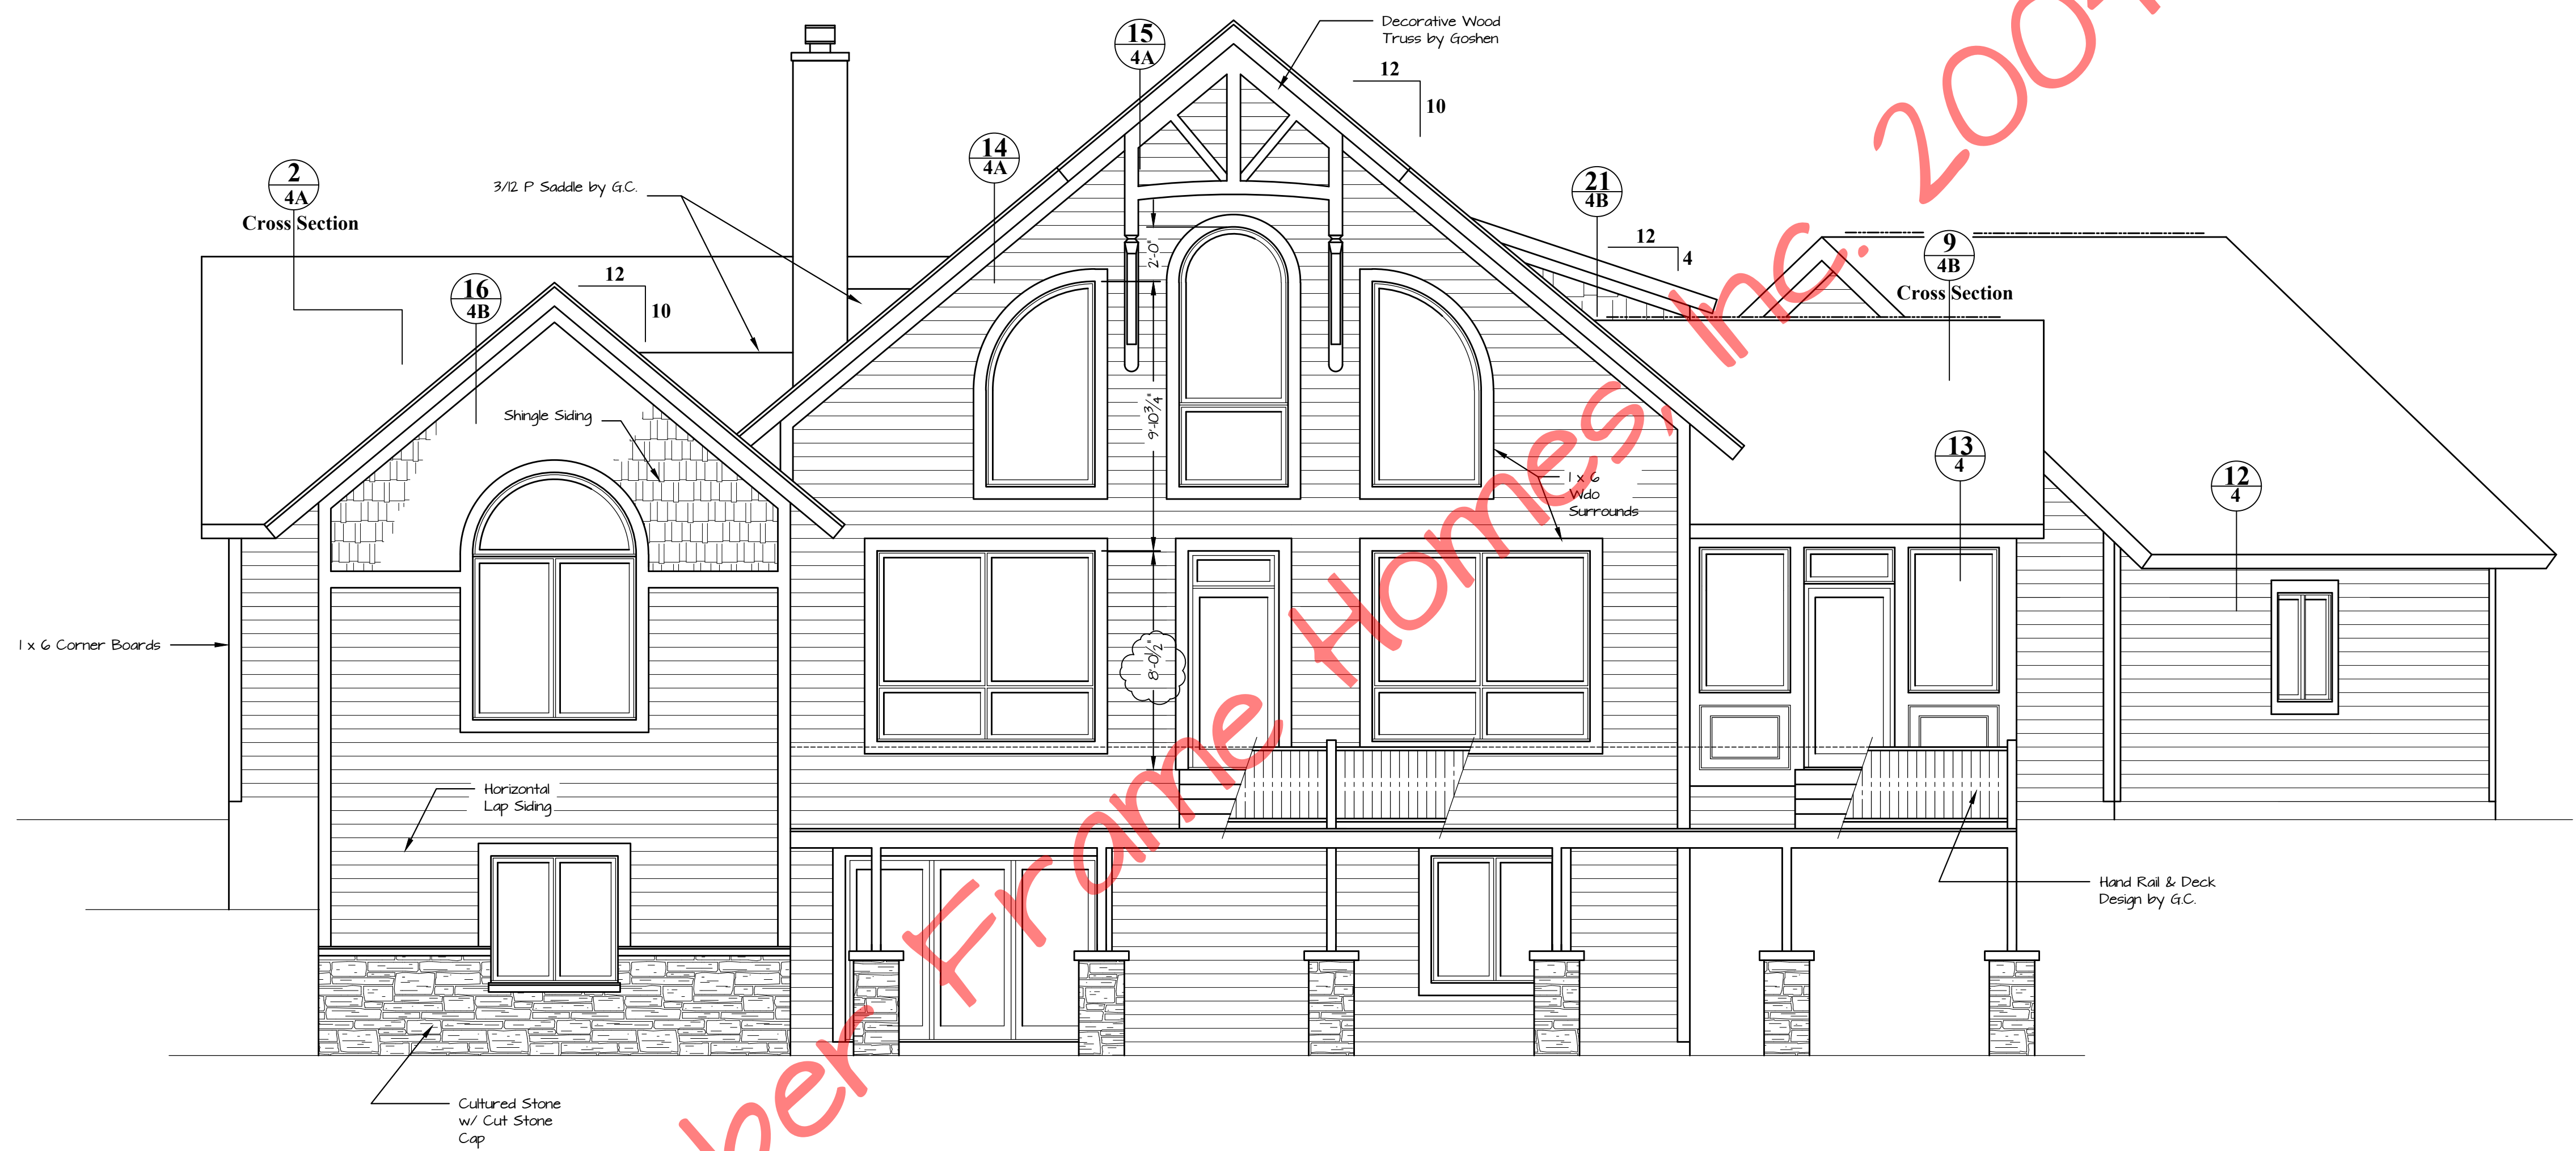 Decorative Wood
Truss by Goshen
15
4A
12
10
14
4A
2
4A
Cross Section
3/12 P Saddle by G.C.
21
4B
12
4
9
4B
Cross Section
16
4B
12
10
2'-0"
9'-10 3/4"
8'-0 1/2"
Shingle Siding
1 x 6
Wdo
Surrounds
13
4
12
4
1 x 6 Corner Boards
Horizontal
Lap Siding
Hand Rail & Deck
Design by G.C.
Cultured Stone
w/ Cut Stone
Cap
ber Frame Homes, Inc. 200